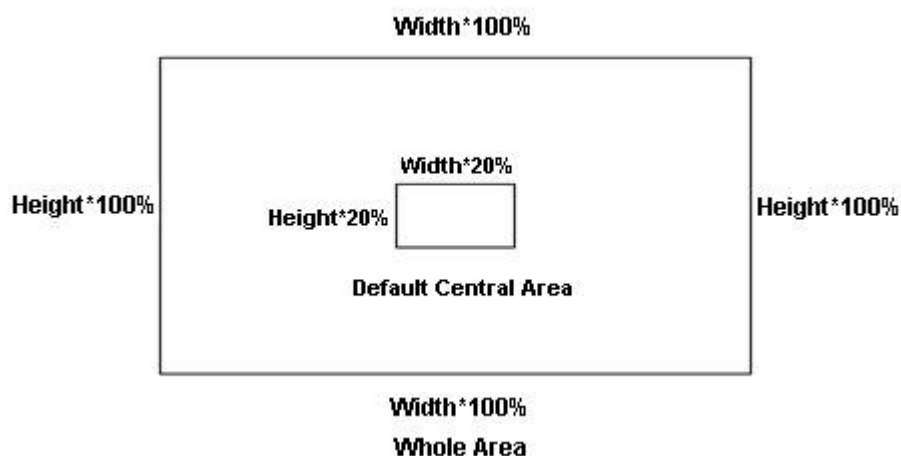 Width*100%
Width*20%
Height*100%
Height*20%
Height*100%
Default Central Area
Width*100%
Whole Area